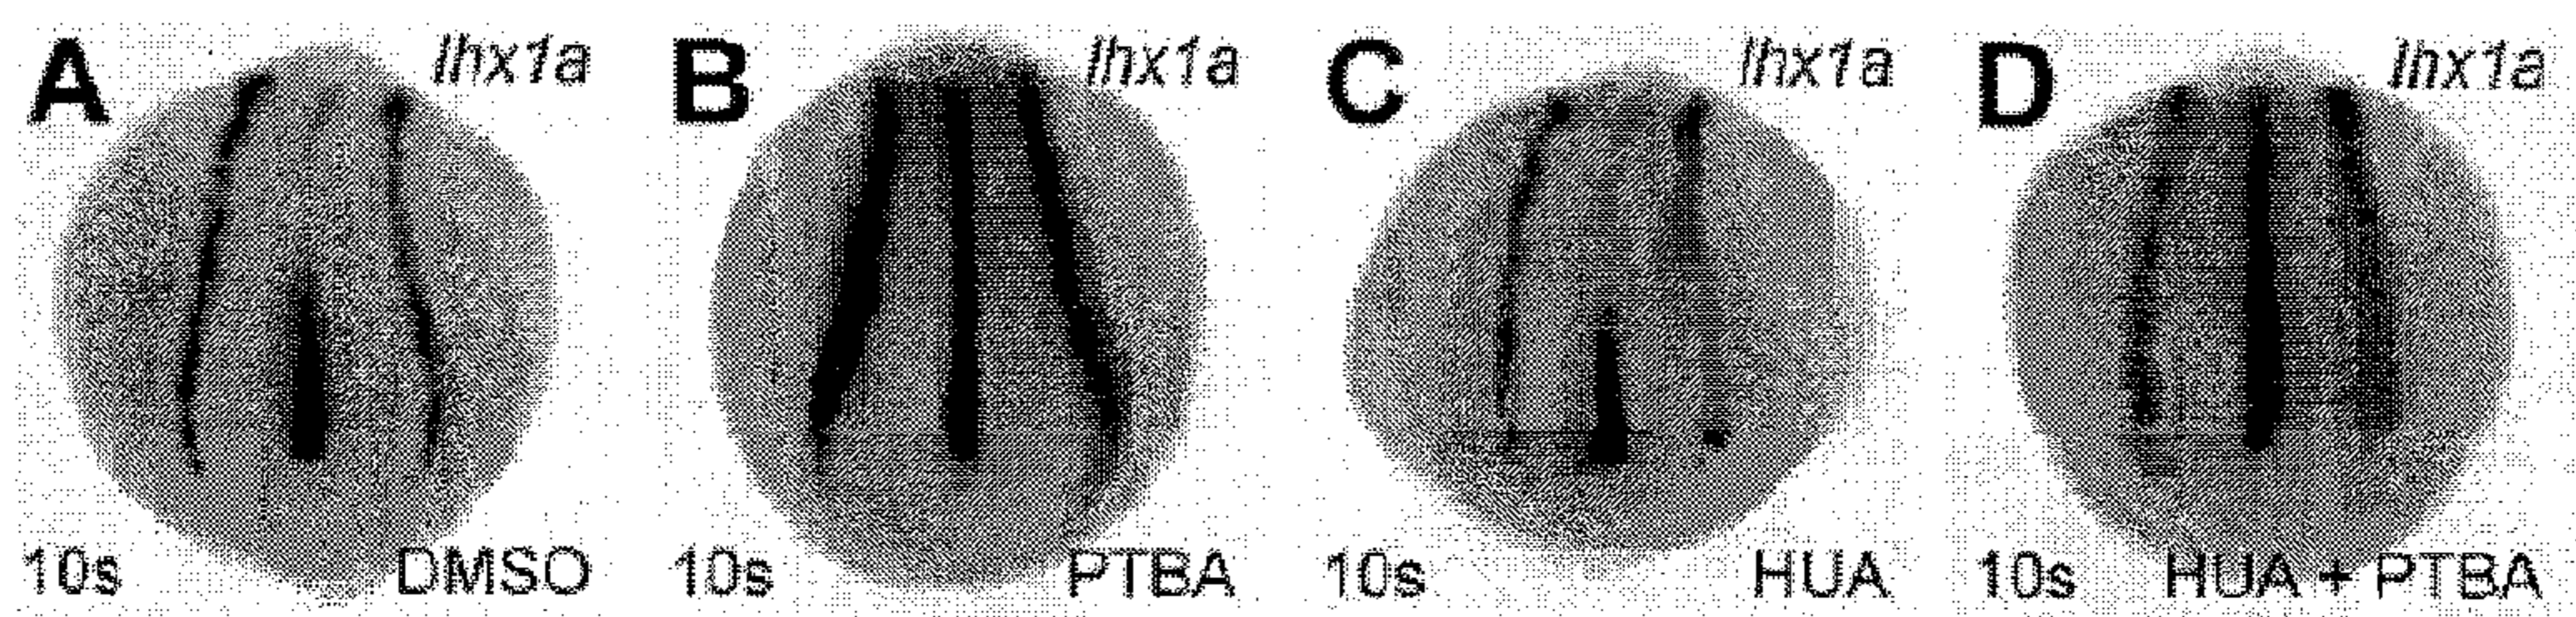 A lhx1a
10s DMSO
B lhx1a
10s PTBA
C lhx1a
10s HUA
D lhx1a
10s HUA + PTBA